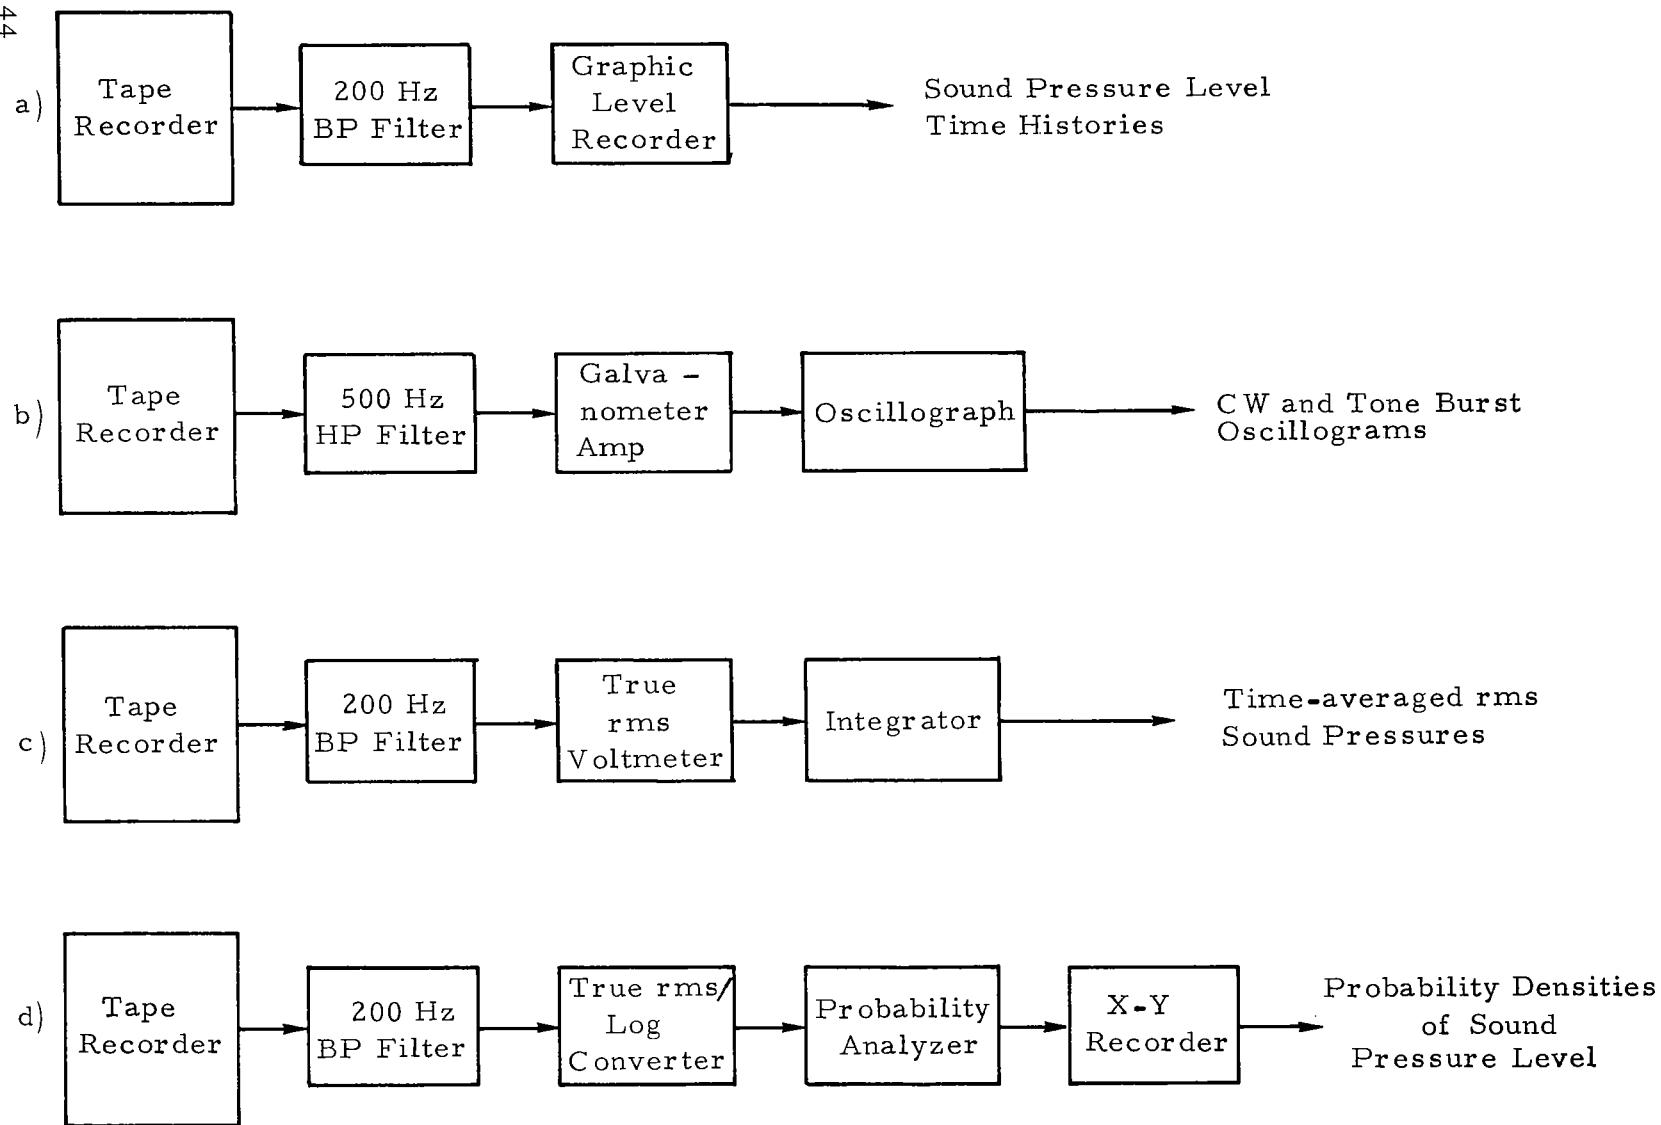 44
a)
Tape
Recorder
200 Hz
BP Filter
Graphic
Level
Recorder
Sound Pressure Level
Time Histories
b)
Tape
Recorder
500 Hz
HP Filter
Galva -
nometer
Amp
Oscillograph
CW and Tone Burst
Oscillograms
c)
Tape
Recorder
200 Hz
BP Filter
True
rms
Voltmeter
Integrator
Time-averaged rms
Sound Pressures
d)
Tape
Recorder
200 Hz
BP Filter
True rms/
Log
Converter
Probability
Analyzer
X-Y
Recorder
Probability Densities
of Sound
Pressure Level